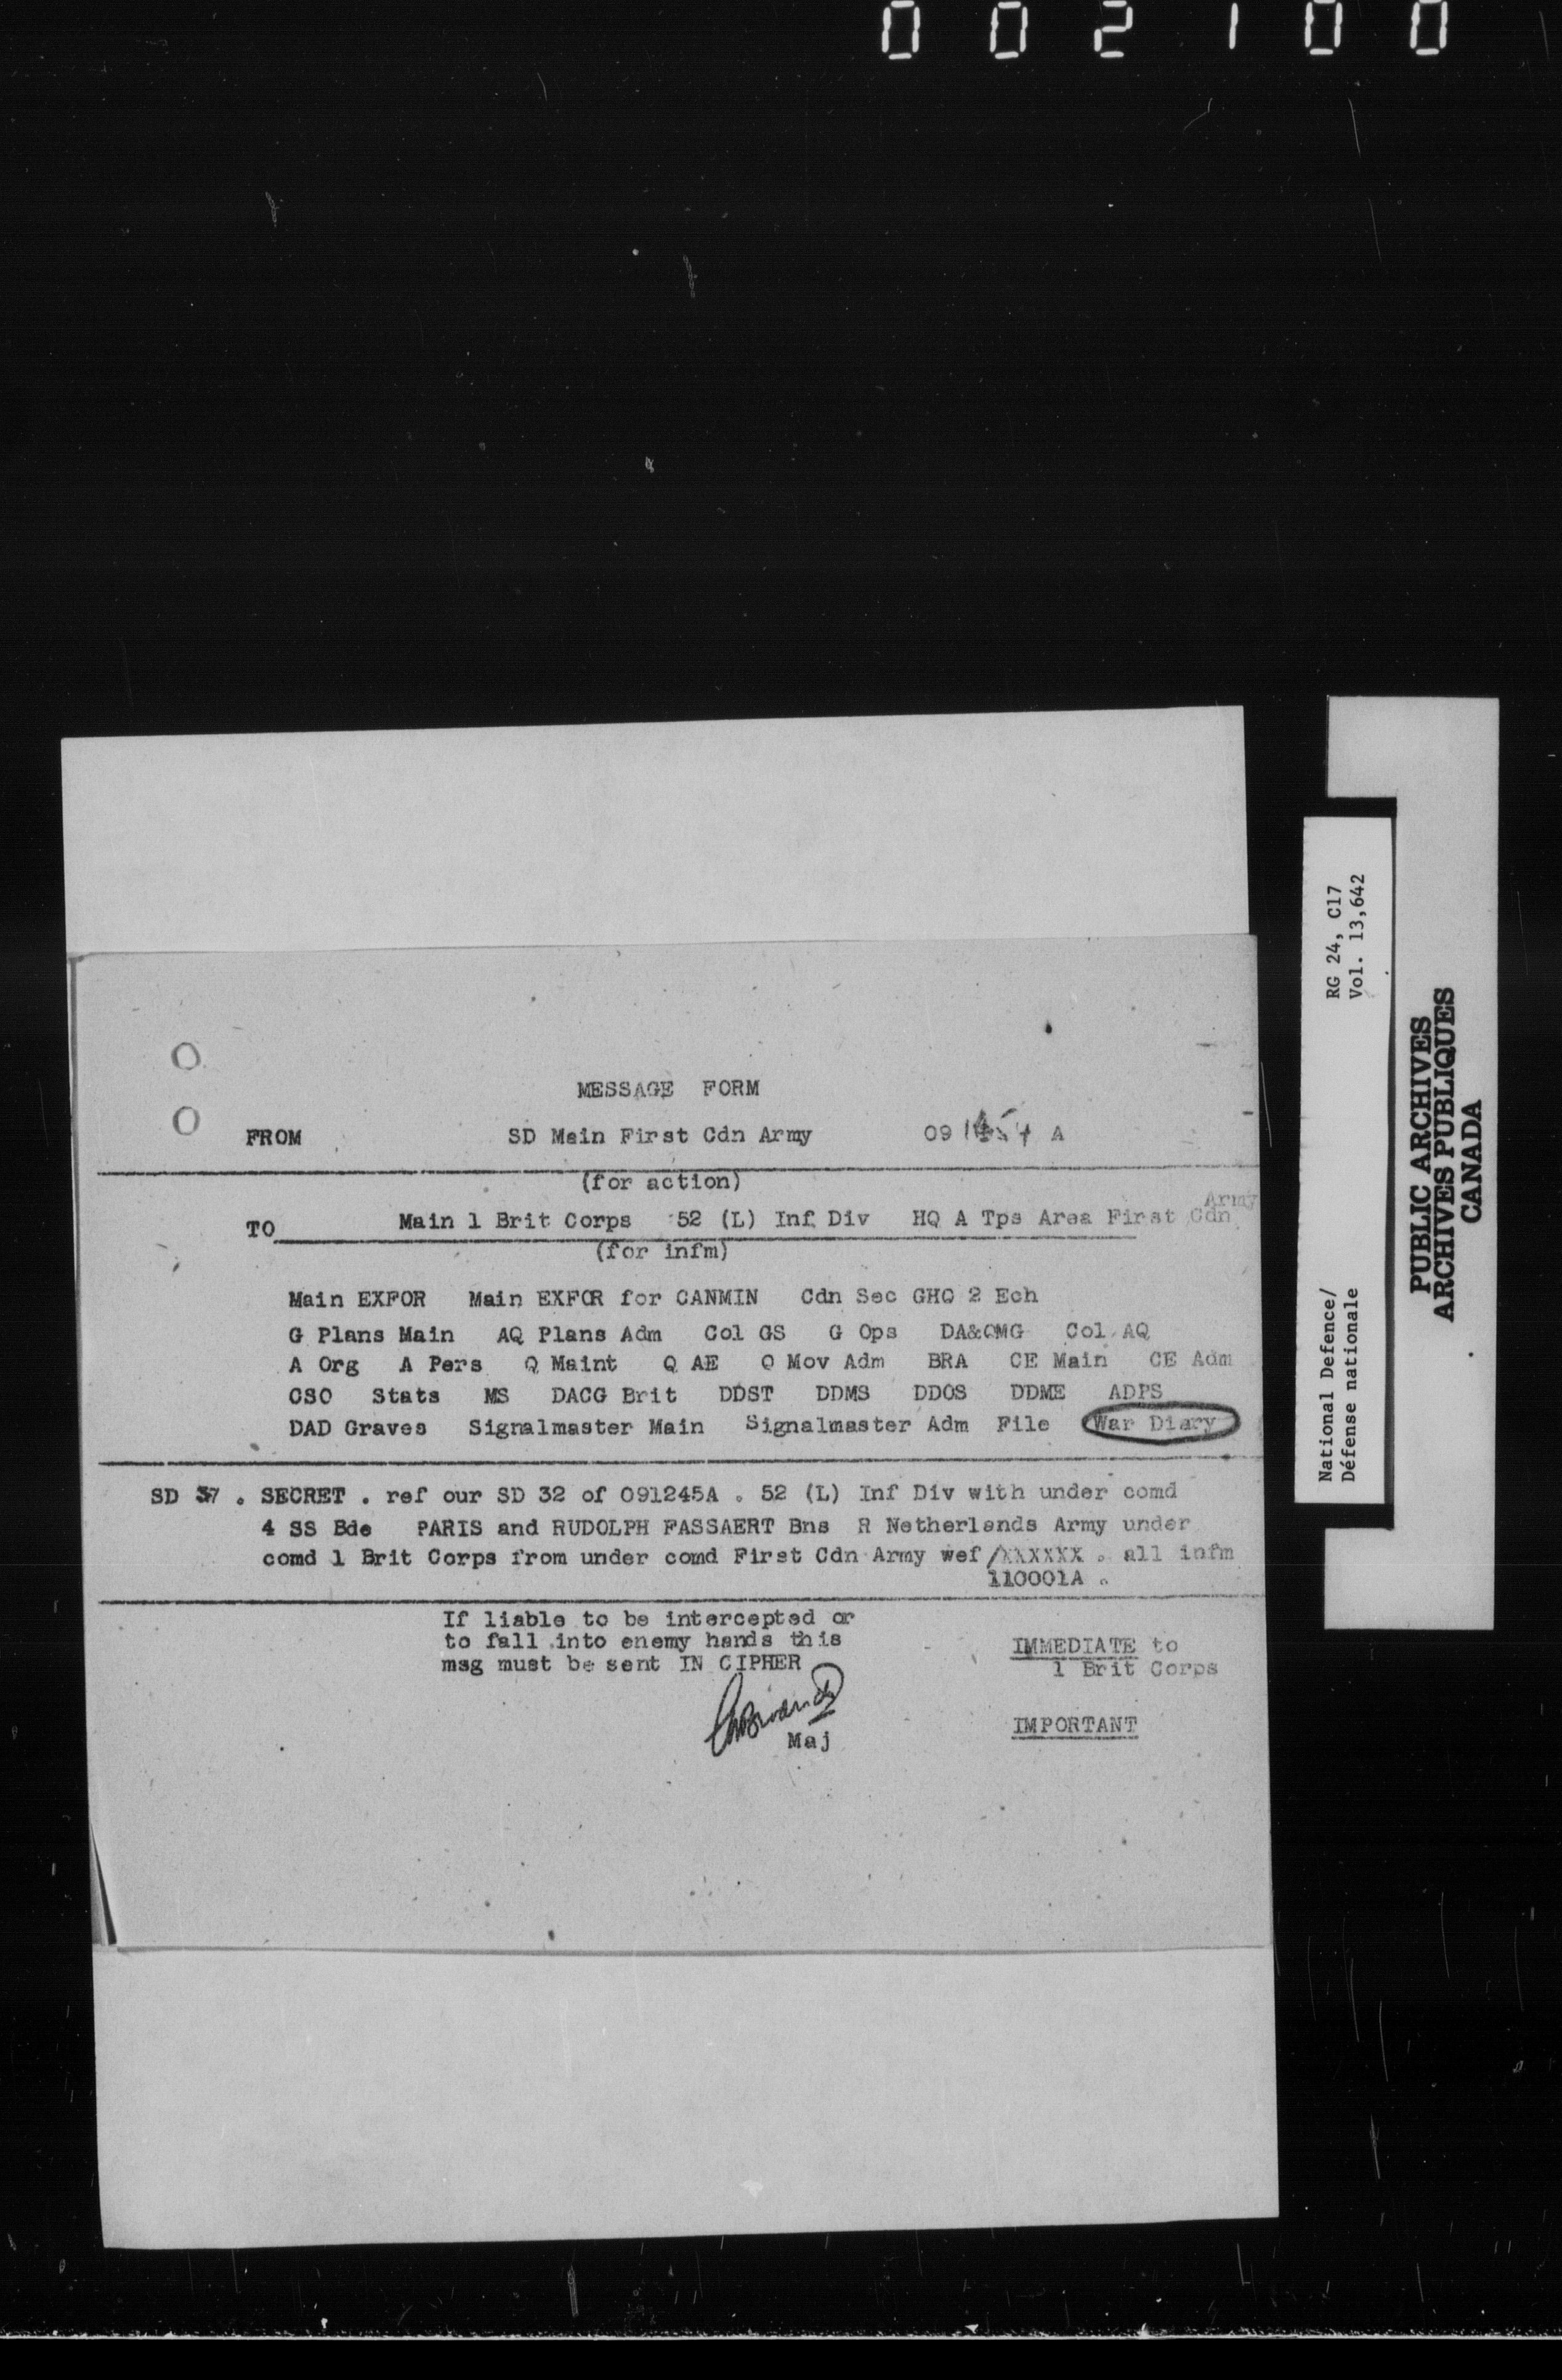 002100
MESSAGE FORM
FROM SD Main First Cdn Army 09 A
(for action)
Army
TO Main 1 Brit Corps 52 (L) Inf Div HQ A Tps Area First Cdn
(for infm)
Main EXFOR Main EXFOR for CANMIN Cdn Sec GHQ 2 Ech
G Plans Main AQ Plans Adm Col GS G Ops DA&QMG Col AQ
A Org A Pers Q Maint Q AE Q Mov Adm BRA CE Main CE Adm
CSO Stats MS DACG Brit DDST DDMS DDOS DDME ADPS
DAD Graves Signalmaster Main Signalmaster Adm File War Diary
SD 37 . SECRET . ref our SD 32 of 091245A . 52 (L) Inf Div with under comd
4 SS Bde PARIS and RUDOLPH FASSAERT Bns R Netherlands Army under
comd 1 Brit Corps from under comd First Cdn Army wef /XXXXXX . all infm
110001A .
If liable to be intercepted or
to fall into enemy hands this
msg must be sent IN CIPHER
Maj
IMMEDIATE to
1 Brit Corps
IMPORTANT
National Defence/
Défense nationale
RG 24, C17
Vol. 13,642
PUBLIC ARCHIVES
ARCHIVES PUBLIQUES
CANADA